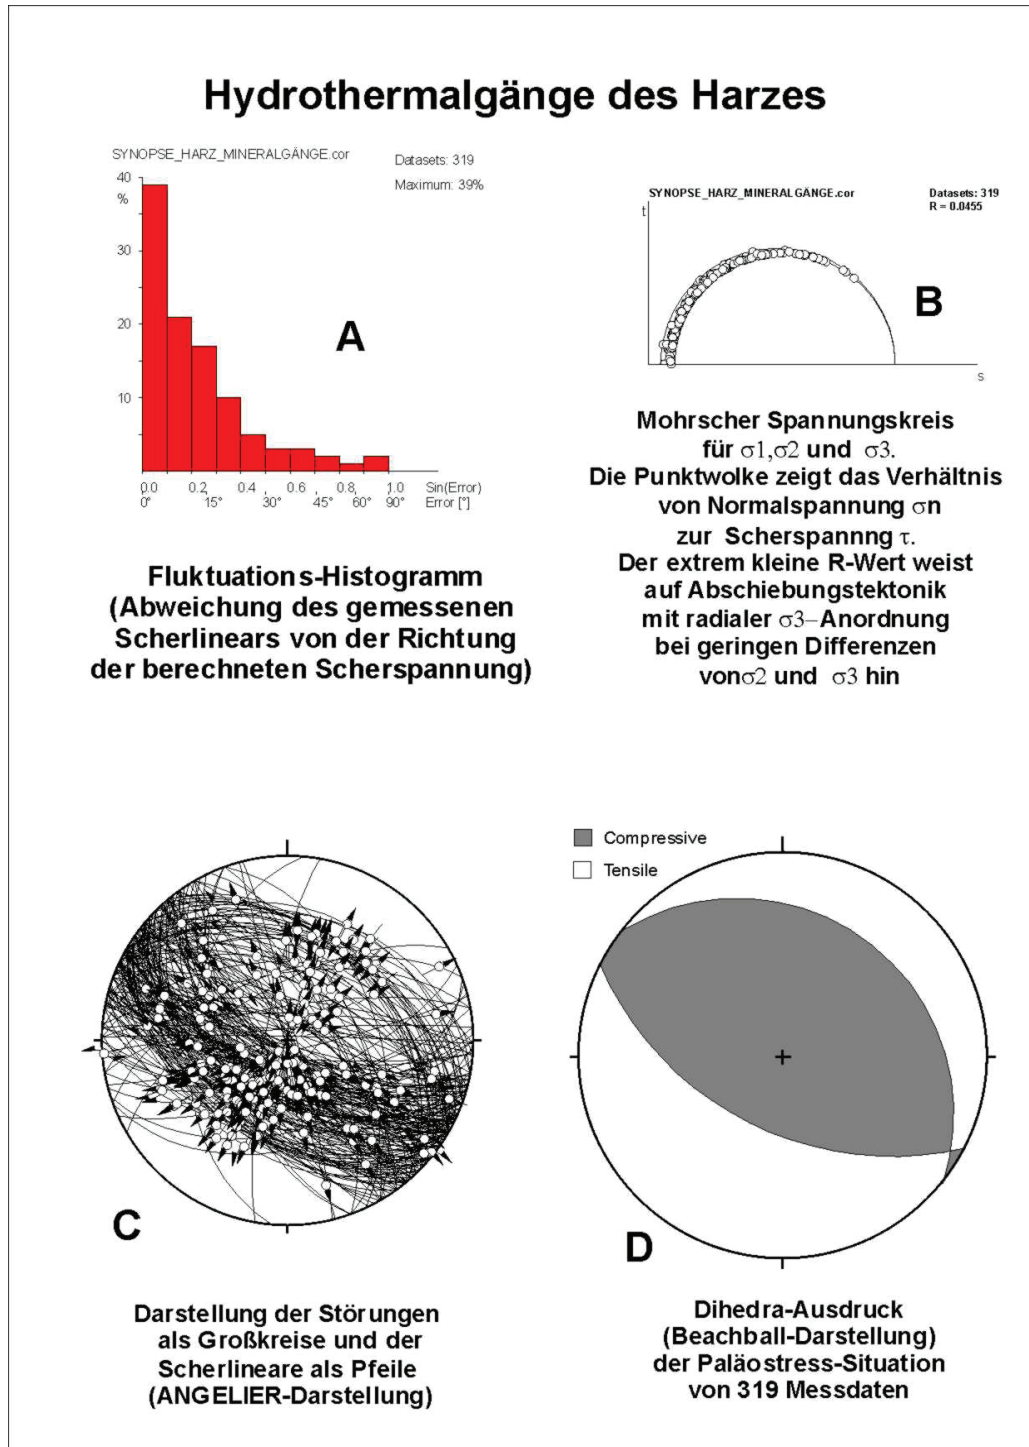 Hydrothermalgänge des Harzes
SYNOPSE_HARZ_MINERALGÄNGE.cor
Datasets: 319
Maximum: 39%
40
%
30
20
10
0.0 0.2 0.4 0.6 0.8 1.0 Sin(Error)
0° 15° 30° 45° 60° 90° Error [°]
A
Fluktuations-Histogramm
(Abweichung des gemessenen
Scherlinears von der Richtung
der berechneten Scherspannung)
SYNOPSE_HARZ_MINERALGÄNGE.cor
Datasets: 319
R = 0.0455
t
B
s
Mohrscher Spannungskreis
für σ1,σ2 und σ3.
Die Punktwolke zeigt das Verhältnis
von Normalspannung σn
zur Scherspannng τ.
Der extrem kleine R-Wert weist
auf Abschiebungstektonik
mit radialer σ3–Anordnung
bei geringen Differenzen
vonσ2 und σ3 hin
C
Darstellung der Störungen
als Großkreise und der
Scherlineare als Pfeile
(ANGELIER-Darstellung)
Compressive
Tensile
D
Dihedra-Ausdruck
(Beachball-Darstellung)
der Paläostress-Situation
von 319 Messdaten